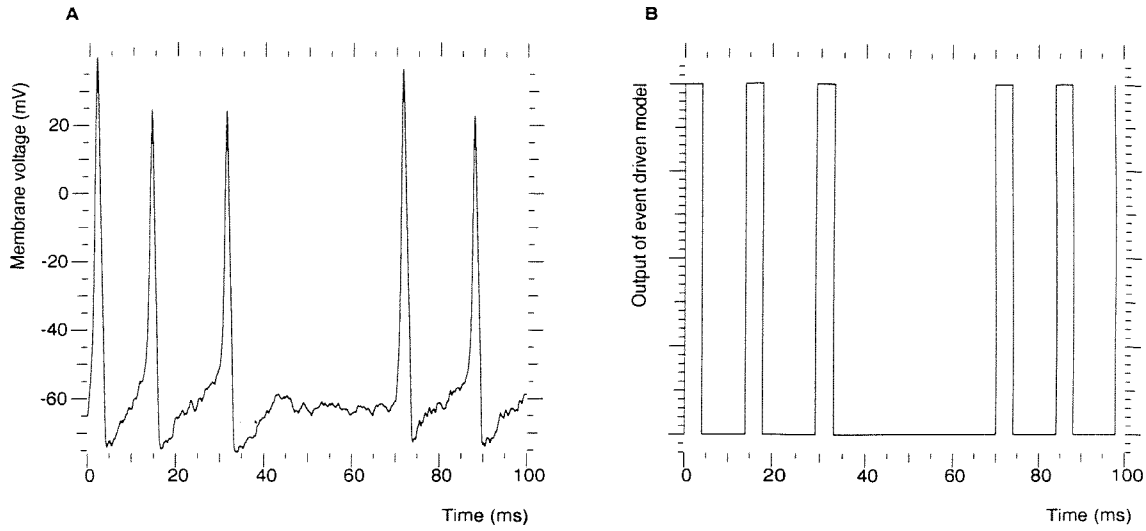 A
Membrane voltage (mV)
20
0
-20
-40
-60
0 20 40 60 80 100
Time (ms)
B
Output of event driven model
0 20 40 60 80 100
Time (ms)